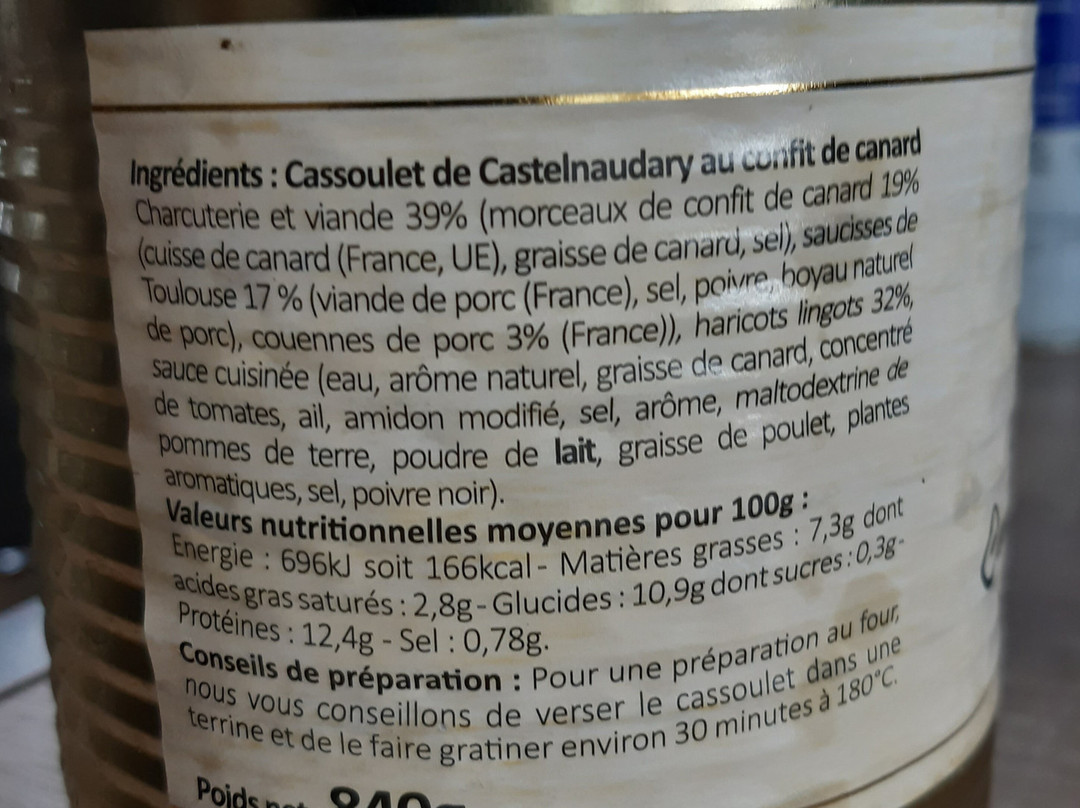 Ingrédients : Cassoulet de Castelnaudary au confit de canard
Charcuterie et viande 39% (morceaux de confit de canard 19%
(cuisse de canard (France, UE), graisse de canard, sel), saucisses de
Toulouse 17 % (viande de porc (France), sel, poivre, boyau naturel
de porc), couennes de porc 3% (France)), haricots lingots 32%,
sauce cuisinée (eau, arôme naturel, graisse de canard, concentré
de tomates, ail, amidon modifié, sel, arôme, maltodextrine de
pommes de terre, poudre de lait, graisse de poulet, plantes
aromatiques, sel, poivre noir).
Valeurs nutritionnelles moyennes pour 100g :
Energie : 696kJ soit 166kcal - Matières grasses : 7,3g dont
acides gras saturés : 2,8g - Glucides : 10,9g dont sucres : 0,3g -
Protéines : 12,4g - Sel : 0,78g.
Conseils de préparation : Pour une préparation au four,
nous vous conseillons de verser le cassoulet dans une
terrine et de le faire gratiner environ 30 minutes à 180°C.
Poids net 840g